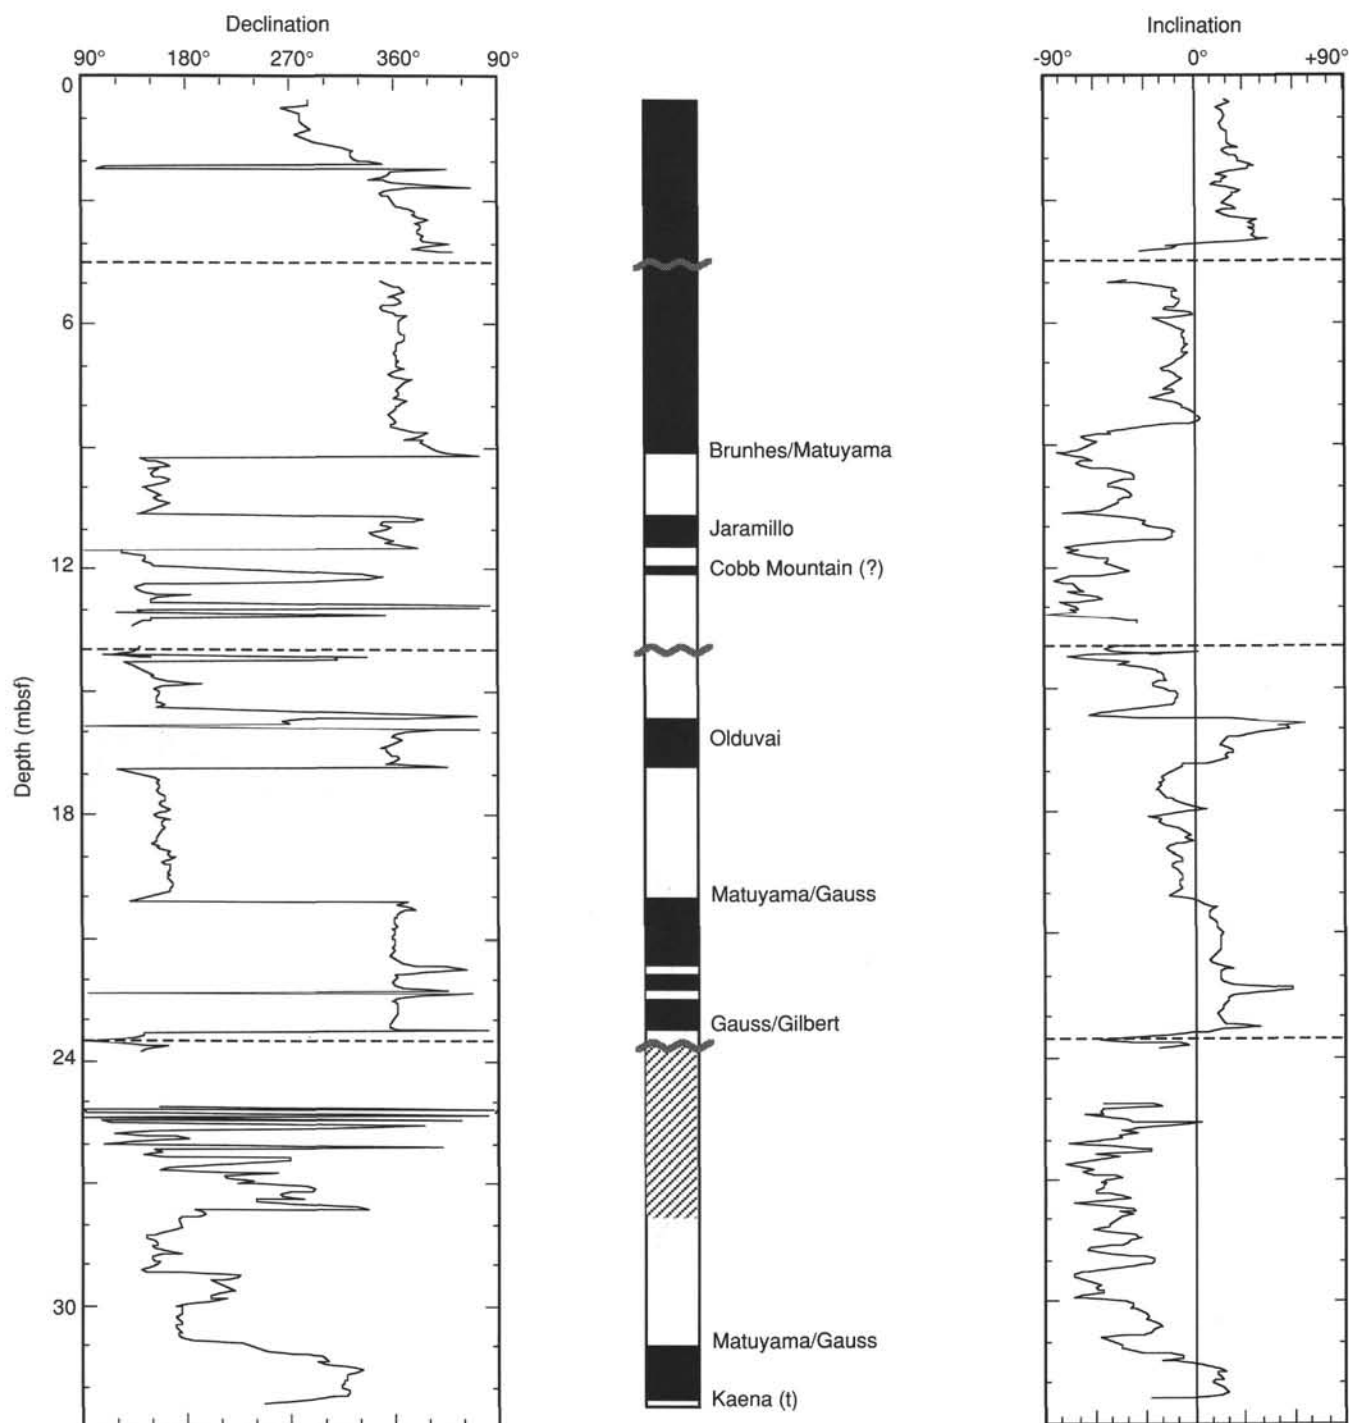 Declination
90° 180° 270° 360° 90°
Inclination
-90° 0° +90°
Depth (mbsf)
0
6
12
18
24
30
Brunhes/Matuyama
Jaramillo
Cobb Mountain (?)
Olduvai
Matuyama/Gauss
Gauss/Gilbert
Matuyama/Gauss
Kaena (t)